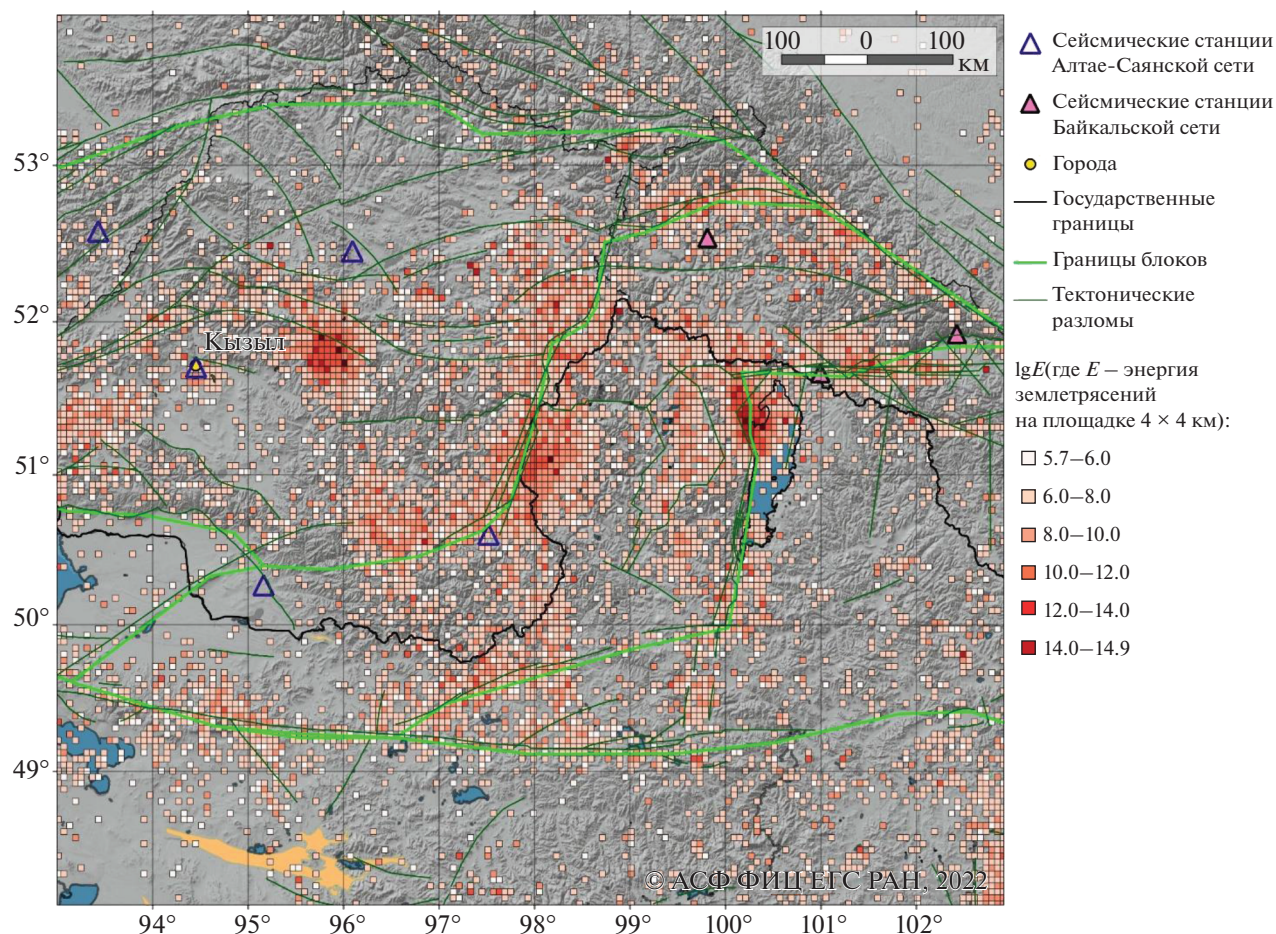 100 0 100
км
53°
52°
51°
50°
49°
94° 95° 96° 97° 98° 99° 100° 101° 102°
Кызыл
© АСФ ФИЦ ЕГС РАН, 2022
Сейсмические станции
Алтае-Саянской сети
Сейсмические станции
Байкальской сети
Города
Государственные
границы
Границы блоков
Тектонические
разломы
lgE(где E – энергия
землетрясений
на площадке 4 × 4 км):
5.7–6.0
6.0–8.0
8.0–10.0
10.0–12.0
12.0–14.0
14.0–14.9